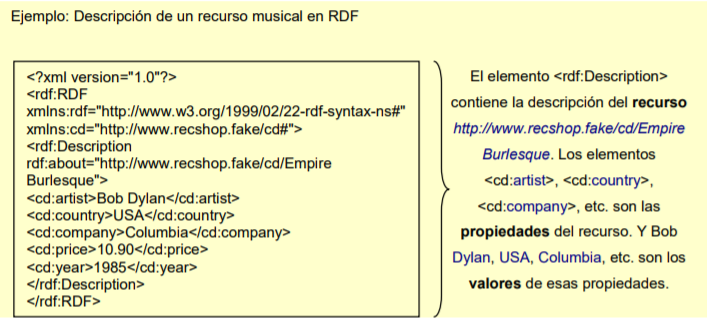 Ejemplo: Descripción de un recurso musical en RDF
<?xml version="1.0"?>
<rdf:RDF
xmlns:rdf="http://www.w3.org/1999/02/22-rdf-syntax-ns#"
xmlns:cd="http://www.recshop.fake/cd#">
<rdf:Description
rdf:about="http://www.recshop.fake/cd/Empire
Burlesque">
<cd:artist>Bob Dylan</cd:artist>
<cd:country>USA</cd:country>
<cd:company>Columbia</cd:company>
<cd:price>10.90</cd:price>
<cd:year>1985</cd:year>
</rdf:Description>
</rdf:RDF>
El elemento <rdf:Description>
contiene la descripción del recurso
http://www.recshop.fake/cd/Empire
Burlesque. Los elementos
<cd:artist>, <cd:country>,
<cd:company>, etc. son las
propiedades del recurso. Y Bob
Dylan, USA, Columbia, etc. son los
valores de esas propiedades.